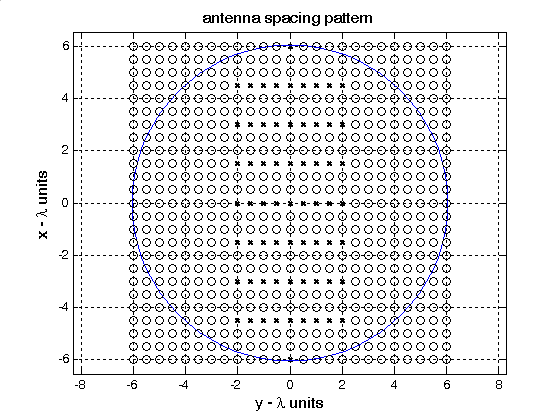 antenna spacing pattern
6
4
2
0
-2
-4
-6
x - λ units
-8 -6 -4 -2 0 2 4 6 8
y - λ units